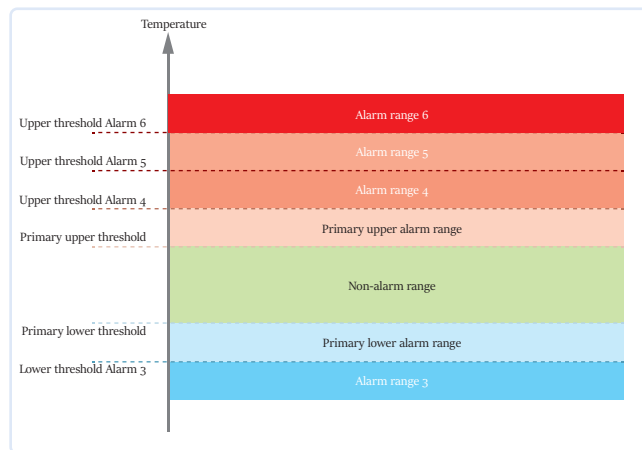 Temperature
Alarm range 6
Upper threshold Alarm 6
Alarm range 5
Upper threshold Alarm 5
Alarm range 4
Upper threshold Alarm 4
Primary upper alarm range
Primary upper threshold
Non-alarm range
Primary lower threshold
Primary lower alarm range
Lower threshold Alarm 3
Alarm range 3